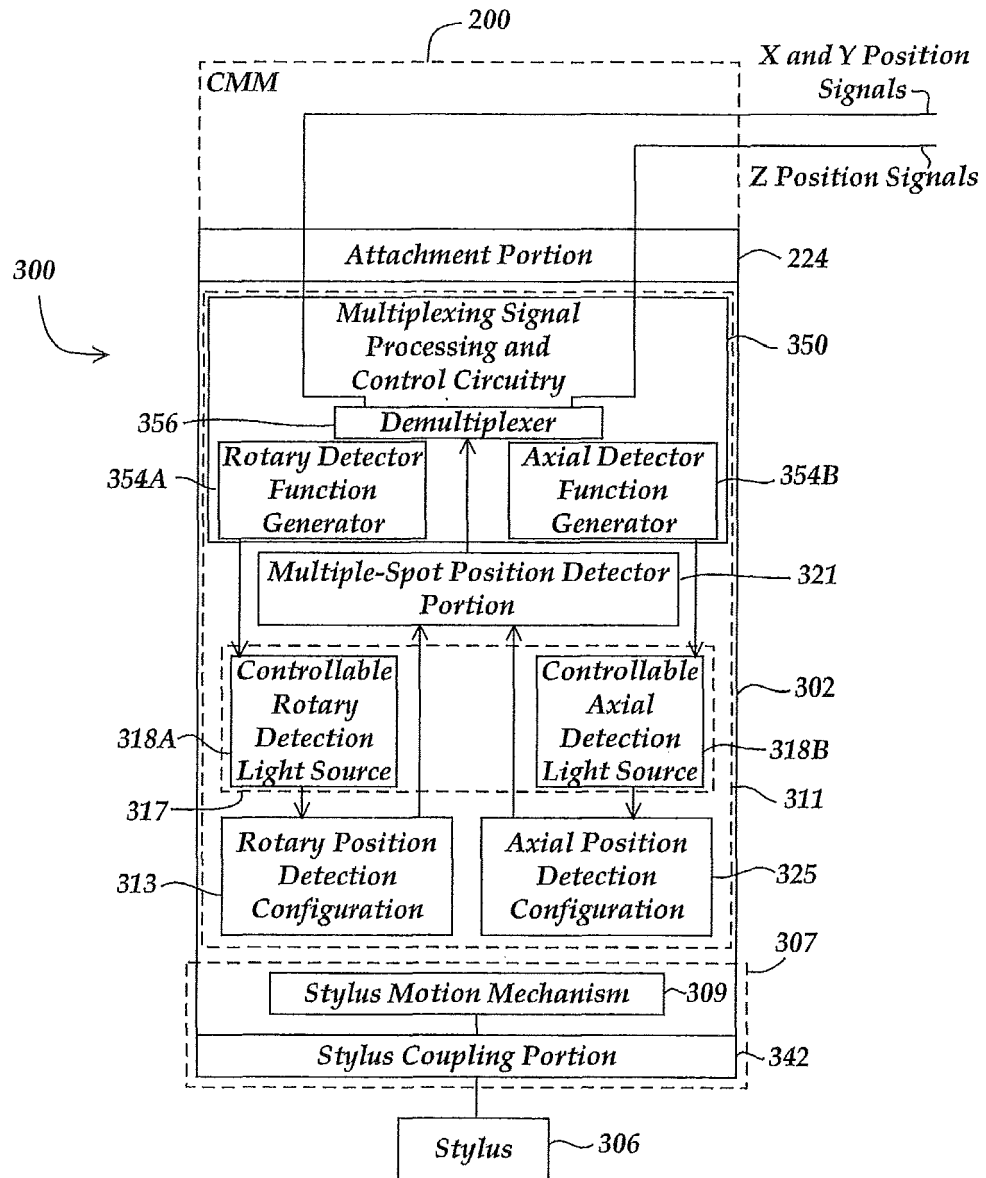 200
CMM
X and Y Position
Signals
Z Position Signals
300
Attachment Portion
224
Multiplexing Signal
Processing and
Control Circuitry
350
356
Demultiplexer
354A
Rotary Detector
Function
Generator
Axial Detector
Function
Generator
354B
Multiple-Spot Position Detector
Portion
321
302
318A
Controllable
Rotary
Detection
Light Source
Controllable
Axial
Detection
Light Source
318B
317
311
313
Rotary Position
Detection
Configuration
Axial Position
Detection
Configuration
325
307
Stylus Motion Mechanism
309
Stylus Coupling Portion
342
Stylus
306